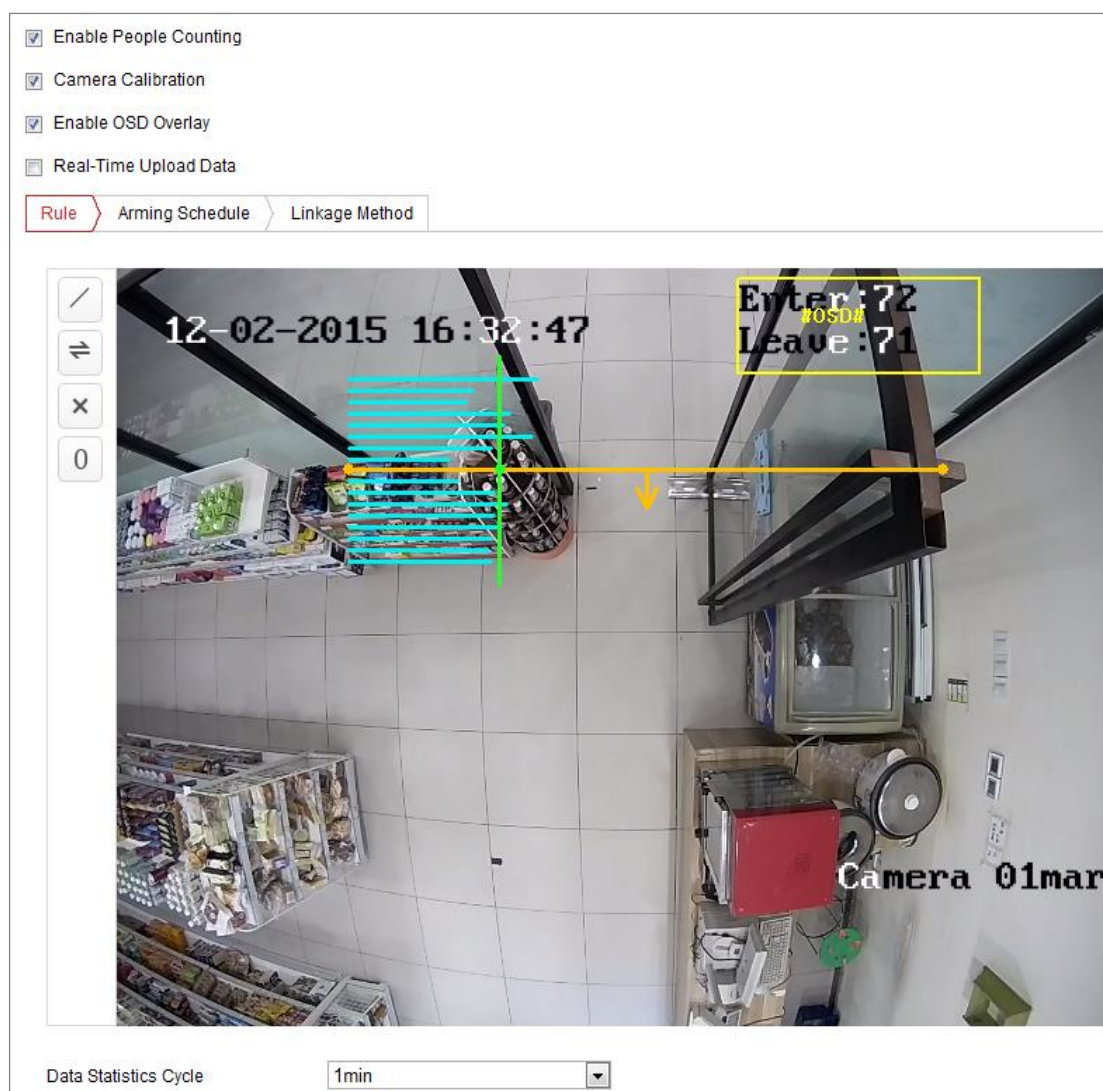 Enable People Counting
Camera Calibration
Enable OSD Overlay
Real-Time Upload Data
Rule Arming Schedule Linkage Method
12-02-2015 16:32:47
Enter:72
#OSD#
Leave:71
0
Camera 01mar
Data Statistics Cycle 1min